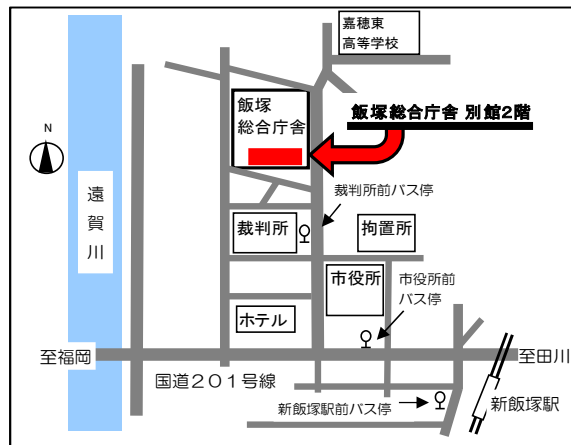 嘉穂東
高等学校
飯塚
総合庁舎
飯塚総合庁舎 別館2階
N
裁判所前バス停
遠賀川
裁判所
拘置所
市役所
市役所前
バス停
ホテル
至福岡
至田川
国道201号線
新飯塚駅前バス停
新飯塚駅